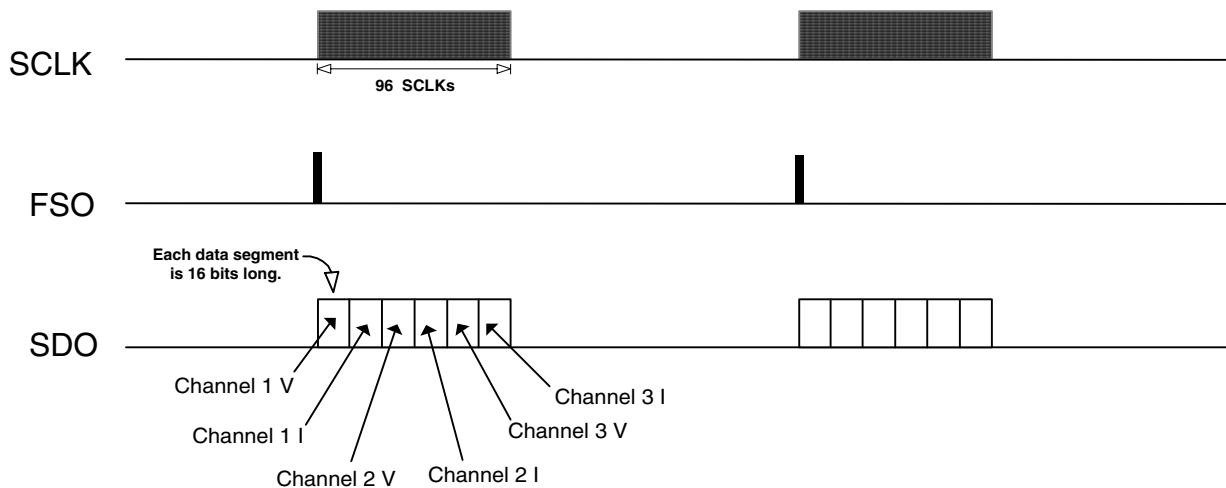 SCLK
96 SCLKs
FSO
Each data segment
is 16 bits long.
SDO
Channel 1 V
Channel 1 I
Channel 2 V
Channel 2 I
Channel 3 V
Channel 3 I